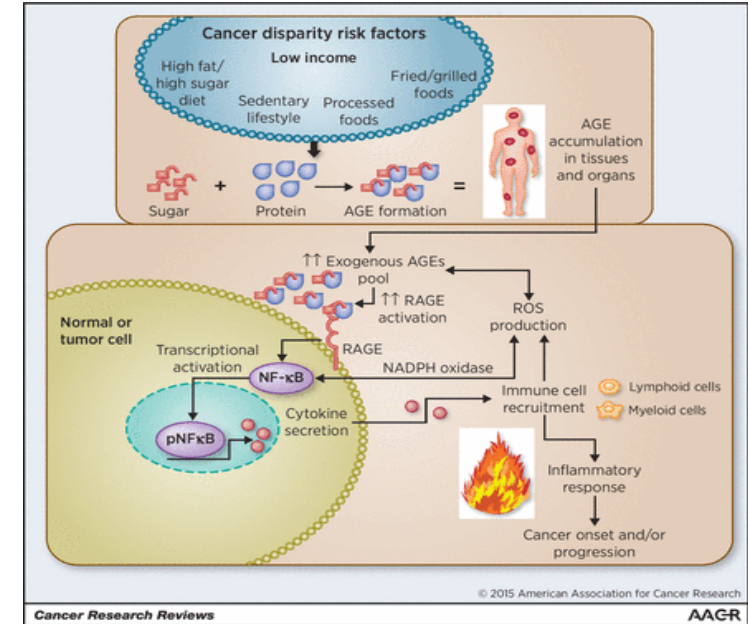 Cancer disparity risk factors
Low income
High fat/
high sugar
diet
Sedentary
lifestyle
Processed
foods
Fried/grilled
foods
Sugar
+
Protein
AGE formation
=
AGE
accumulation
in tissues
and organs
↑↑ Exogenous AGEs
pool
↑↑ RAGE
activation
ROS
production
Normal or
tumor cell
RAGE
Transcriptional
activation
NF-κB
NADPH oxidase
pNFκB
Cytokine
secretion
Immune cell
recruitment
Lymphoid cells
Myeloid cells
Inflammatory
response
Cancer onset and/or
progression
© 2015 American Association for Cancer Research
Cancer Research Reviews
AACR